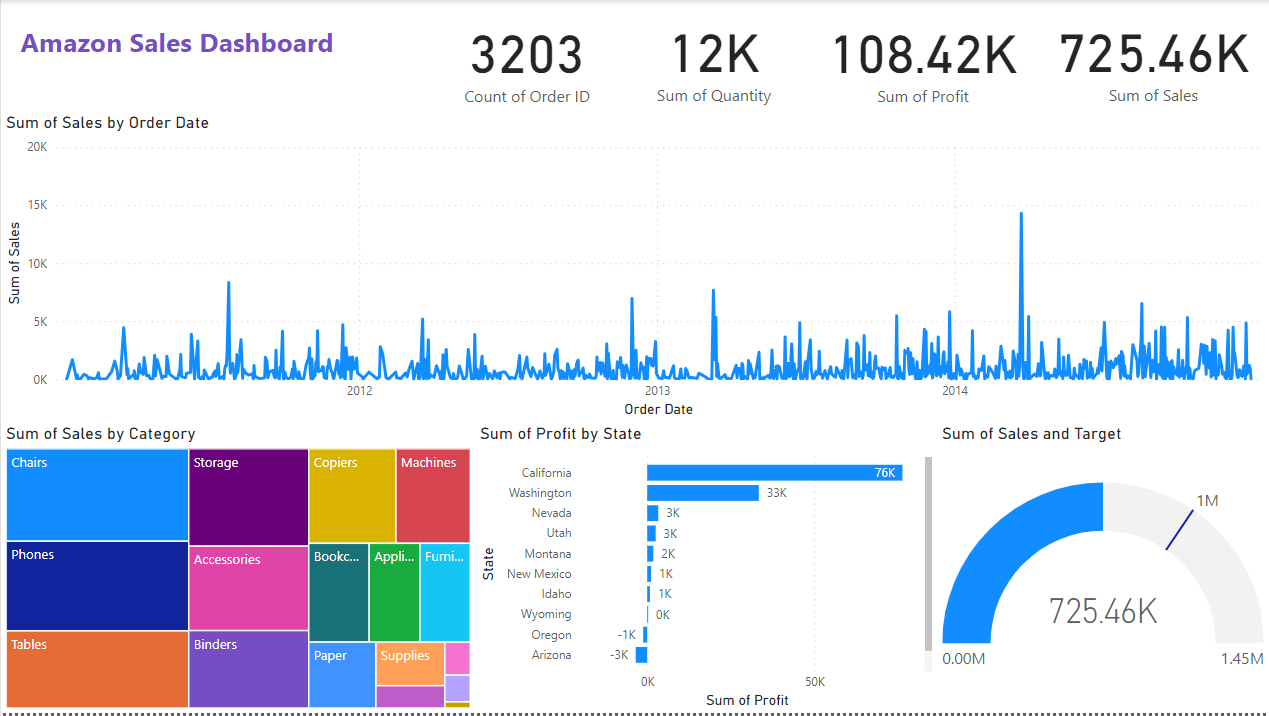 Amazon Sales Dashboard
3203
Count of Order ID
12K
Sum of Quantity
108.42K
Sum of Profit
725.46K
Sum of Sales
Sum of Sales by Order Date
Sum of Sales
20K
15K
10K
5K
0K
2012
2013
2014
Order Date
Sum of Sales by Category
Chairs
Phones
Tables
Storage
Accessories
Binders
Copiers
Machines
Bookc...
Appli...
Furni...
Paper
Supplies
Sum of Profit by State
State
California
76K
Washington
33K
Nevada
3K
Utah
3K
Montana
2K
New Mexico
1K
Idaho
1K
Wyoming
0K
Oregon
-1K
Arizona
-3K
0K
50K
Sum of Profit
Sum of Sales and Target
1M
725.46K
0.00M
1.45M